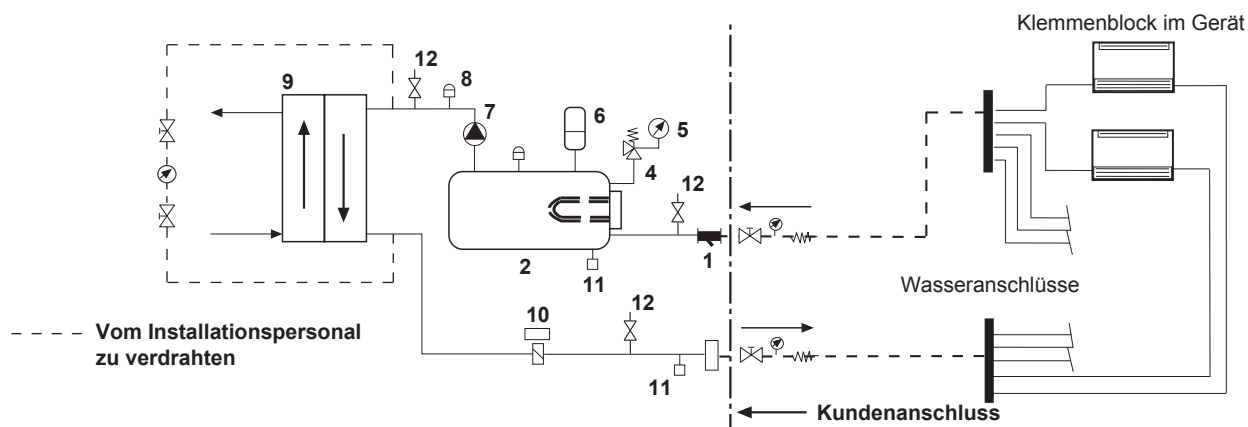 Klemmenblock im Gerät
12
8
9
7
6
5
4
12
2
1
11
Wasseranschlüsse
10
12
Vom Installationspersonal
zu verdrahten
11
Kundenanschluss